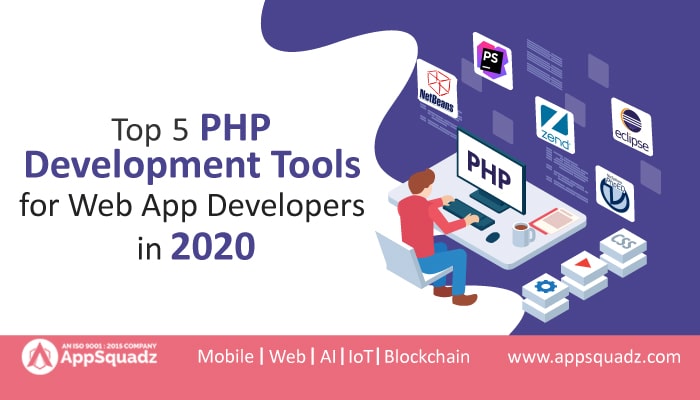 Top 5 PHP
Development Tools
for Web App Developers
in 2020
NetBeans
PS
zend
eclipse
PHP
CSS
AN ISO 9001 : 2015 COMPANY
AppSquadz
Mobile | Web | AI | IoT | Blockchain
www.appsquadz.com